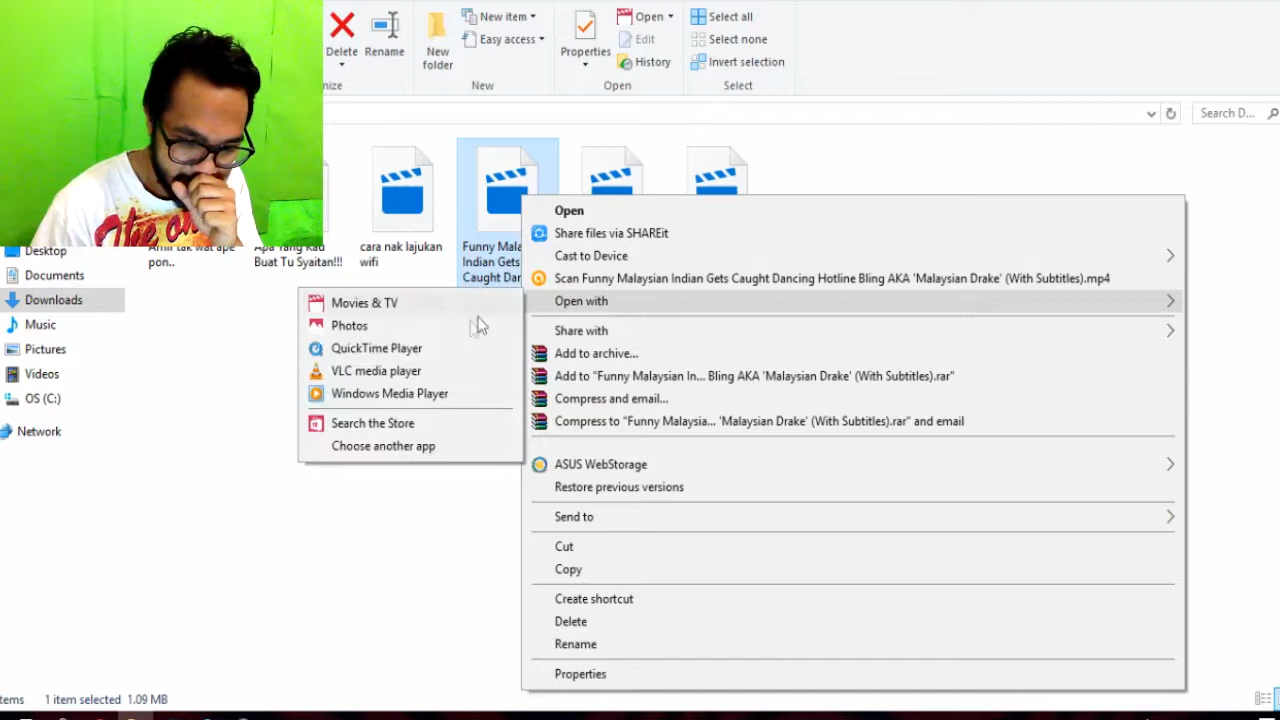 Delete
Rename
New
folder
New item
Easy access
Properties
Open
Edit
History
Select all
Select none
Invert selection
nize
New
Open
Select
Search D...
Amir tak wat ape
pon..
Apa Yang Kau
Buat Tu Syaitan!!!
cara nak lajukan
wifi
Funny Mala
Indian Gets
Caught Dan
Desktop
Documents
Downloads
Music
Pictures
Videos
OS (C:)
Network
Movies & TV
Photos
QuickTime Player
VLC media player
Windows Media Player
Search the Store
Choose another app
Open
Share files via SHAREit
Cast to Device
Scan Funny Malaysian Indian Gets Caught Dancing Hotline Bling AKA 'Malaysian Drake' (With Subtitles).mp4
Open with
Share with
Add to archive...
Add to "Funny Malaysian In... Bling AKA 'Malaysian Drake' (With Subtitles).rar"
Compress and email...
Compress to "Funny Malaysia... 'Malaysian Drake' (With Subtitles).rar" and email
ASUS WebStorage
Restore previous versions
Send to
Cut
Copy
Create shortcut
Delete
Rename
Properties
tems
1 item selected 1.09 MB